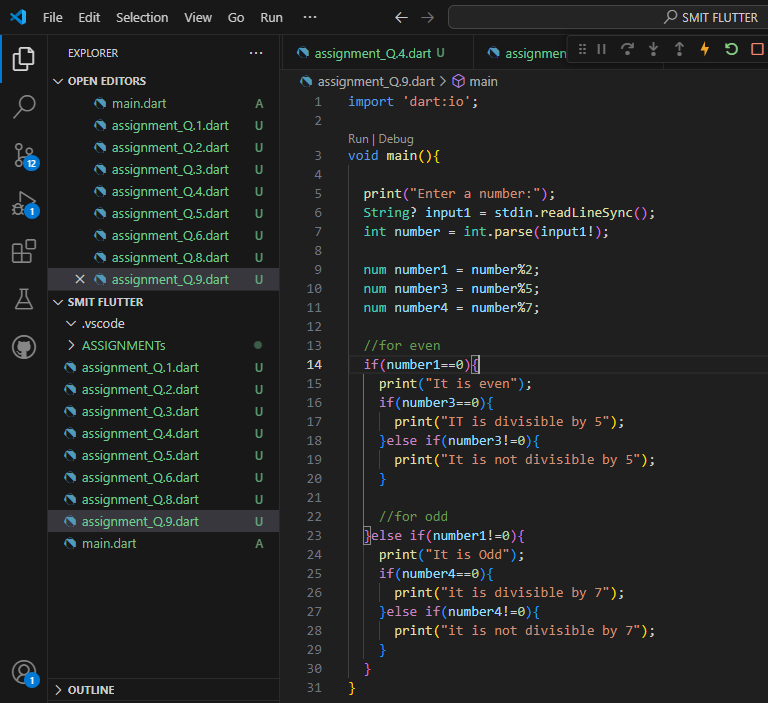 File Edit Selection View Go Run ··· SMIT FLUTTER
EXPLORER ···
OPEN EDITORS
main.dart A
assignment_Q.1.dart U
assignment_Q.2.dart U
assignment_Q.3.dart U
assignment_Q.4.dart U
assignment_Q.5.dart U
assignment_Q.6.dart U
assignment_Q.8.dart U
assignment_Q.9.dart U
SMIT FLUTTER
.vscode
ASSIGNMENTs
assignment_Q.1.dart U
assignment_Q.2.dart U
assignment_Q.3.dart U
assignment_Q.4.dart U
assignment_Q.5.dart U
assignment_Q.6.dart U
assignment_Q.8.dart U
assignment_Q.9.dart U
main.dart A
OUTLINE
12
1
1
assignment_Q.4.dart U assignmen
assignment_Q.9.dart > main
1 import 'dart:io';
2
Run | Debug
3 void main(){
4
5 print("Enter a number:");
6 String? input1 = stdin.readLineSync();
7 int number = int.parse(input1!);
8
9 num number1 = number%2;
10 num number3 = number%5;
11 num number4 = number%7;
12
13 //for even
14 if(number1==0){
15 print("It is even");
16 if(number3==0){
17 print("IT is divisible by 5");
18 }else if(number3!=0){
19 print("It is not divisible by 5");
20 }
21
22 //for odd
23 }else if(number1!=0){
24 print("It is Odd");
25 if(number4==0){
26 print("it is divisible by 7");
27 }else if(number4!=0){
28 print("it is not divisible by 7");
29 }
30 }
31 }